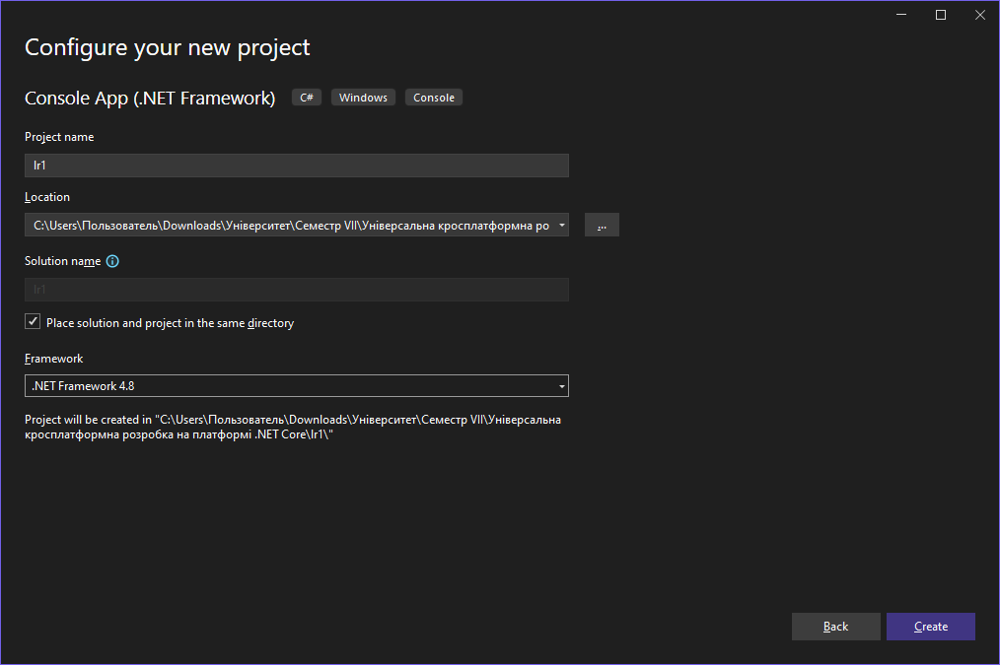 Configure your new project
Console App (.NET Framework) C# Windows Console
Project name
lr1
Location
C:\Users\Пользователь\Downloads\Університет\Семестр VII\Універсальна кросплатформна ро
...
Solution name
lr1
Place solution and project in the same directory
Framework
.NET Framework 4.8
Project will be created in "C:\Users\Пользователь\Downloads\Університет\Семестр VII\Універсальна
кросплатформна розробка на платформі .NET Core\lr1\"
Back Create